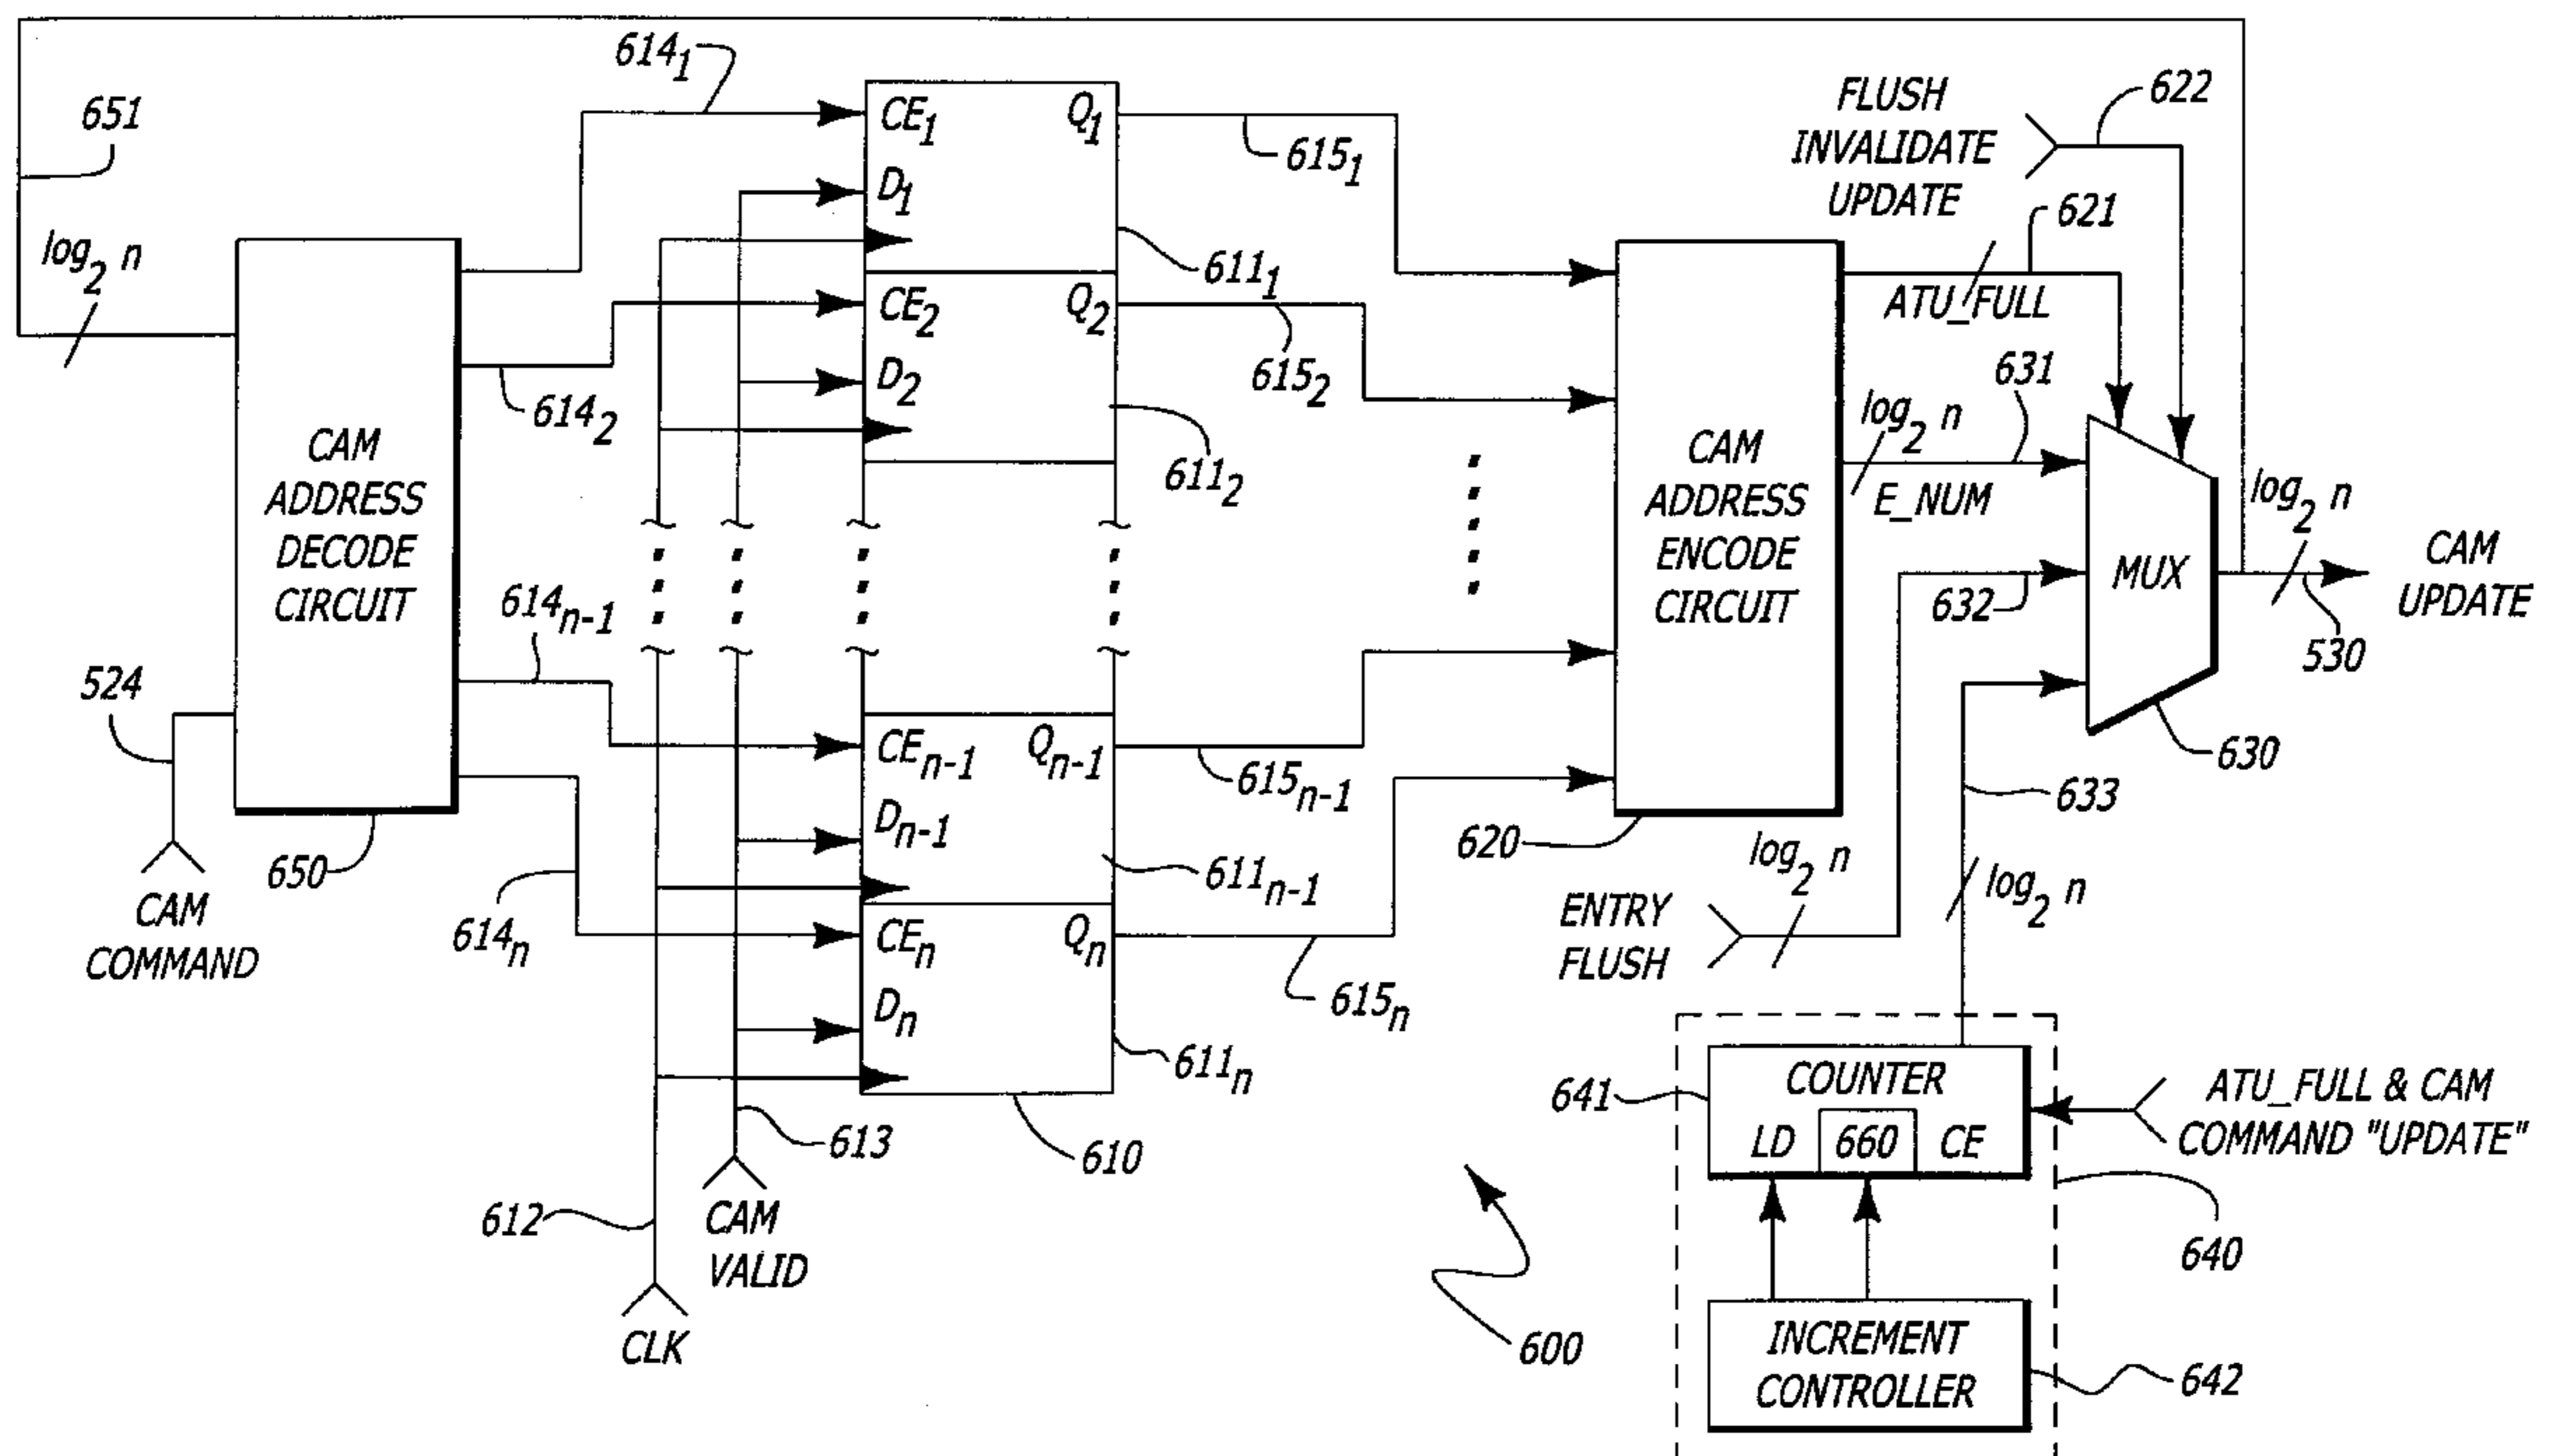 651
log₂ n
CAM
ADDRESS
DECODE
CIRCUIT
524
CAM
COMMAND
650
614₁
614₂
614ₙ₋₁
614ₙ
CE₁
Q₁
D₁
CE₂
Q₂
D₂
CEₙ₋₁
Qₙ₋₁
Dₙ₋₁
CEₙ
Qₙ
Dₙ
611₁
611₂
611ₙ₋₁
611ₙ
610
612
CLK
613
CAM
VALID
615₁
615₂
615ₙ₋₁
615ₙ
CAM
ADDRESS
ENCODE
CIRCUIT
620
FLUSH
INVALIDATE
UPDATE
622
621
ATU_FULL
log₂ n
631
E_NUM
632
MUX
630
log₂ n
CAM
UPDATE
530
633
log₂ n
log₂ n
ENTRY
FLUSH
COUNTER
LD 660 CE
641
ATU_FULL & CAM
COMMAND "UPDATE"
640
INCREMENT
CONTROLLER
642
600